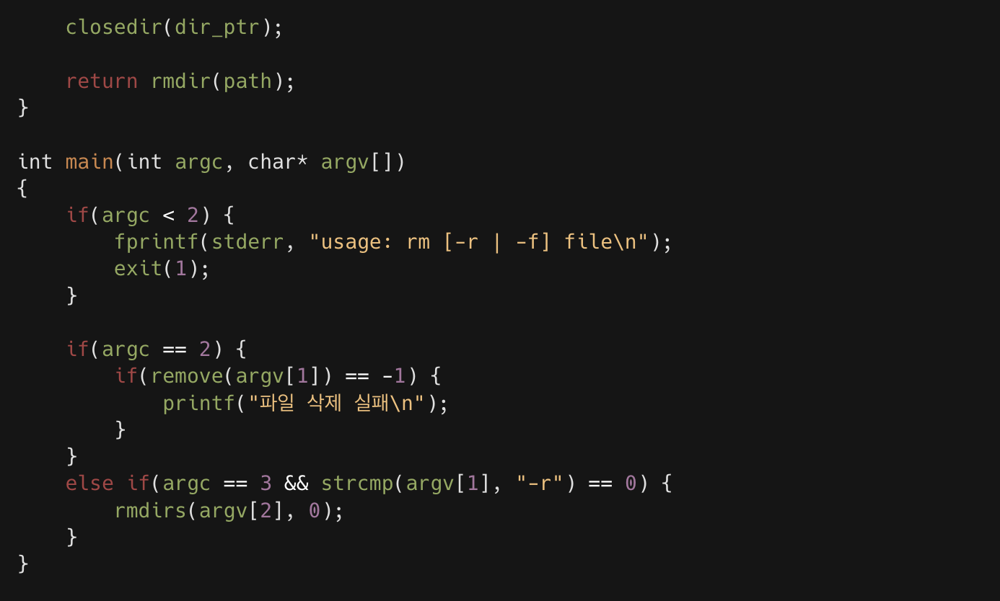 closedir(dir_ptr);

    return rmdir(path);
}

int main(int argc, char* argv[])
{
    if(argc < 2) {
        fprintf(stderr, "usage: rm [-r | -f] file\n");
        exit(1);
    }

    if(argc == 2) {
        if(remove(argv[1]) == -1) {
            printf("파일 삭제 실패\n");
        }
    }
    else if(argc == 3 && strcmp(argv[1], "-r") == 0) {
        rmdirs(argv[2], 0);
    }
}